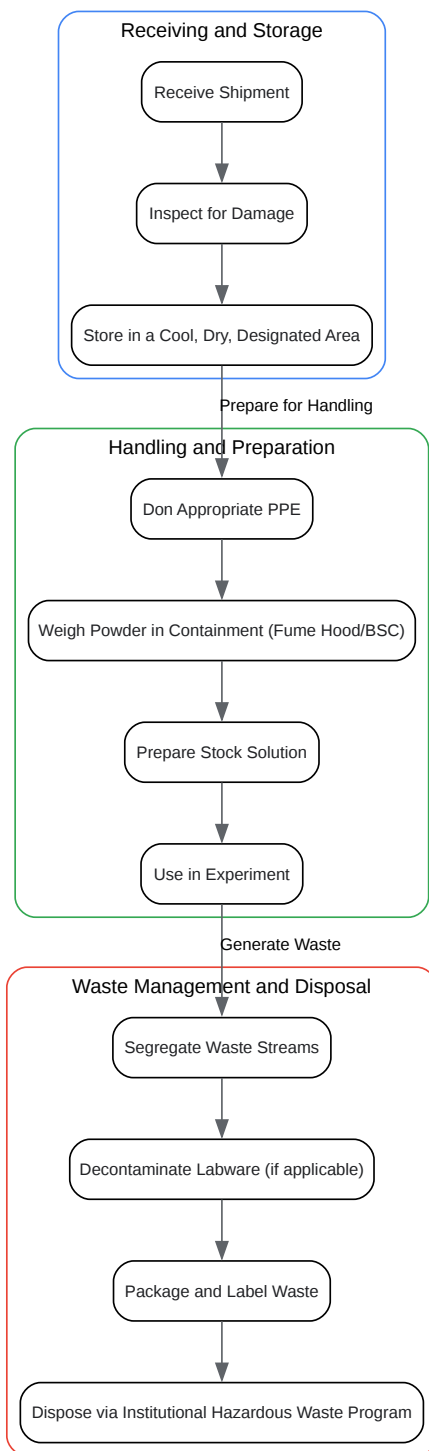 Receiving and Storage
Receive Shipment
Inspect for Damage
Store in a Cool, Dry, Designated Area
Prepare for Handling
Handling and Preparation
Don Appropriate PPE
Weigh Powder in Containment (Fume Hood/BSC)
Prepare Stock Solution
Use in Experiment
Generate Waste
Waste Management and Disposal
Segregate Waste Streams
Decontaminate Labware (if applicable)
Package and Label Waste
Dispose via Institutional Hazardous Waste Program